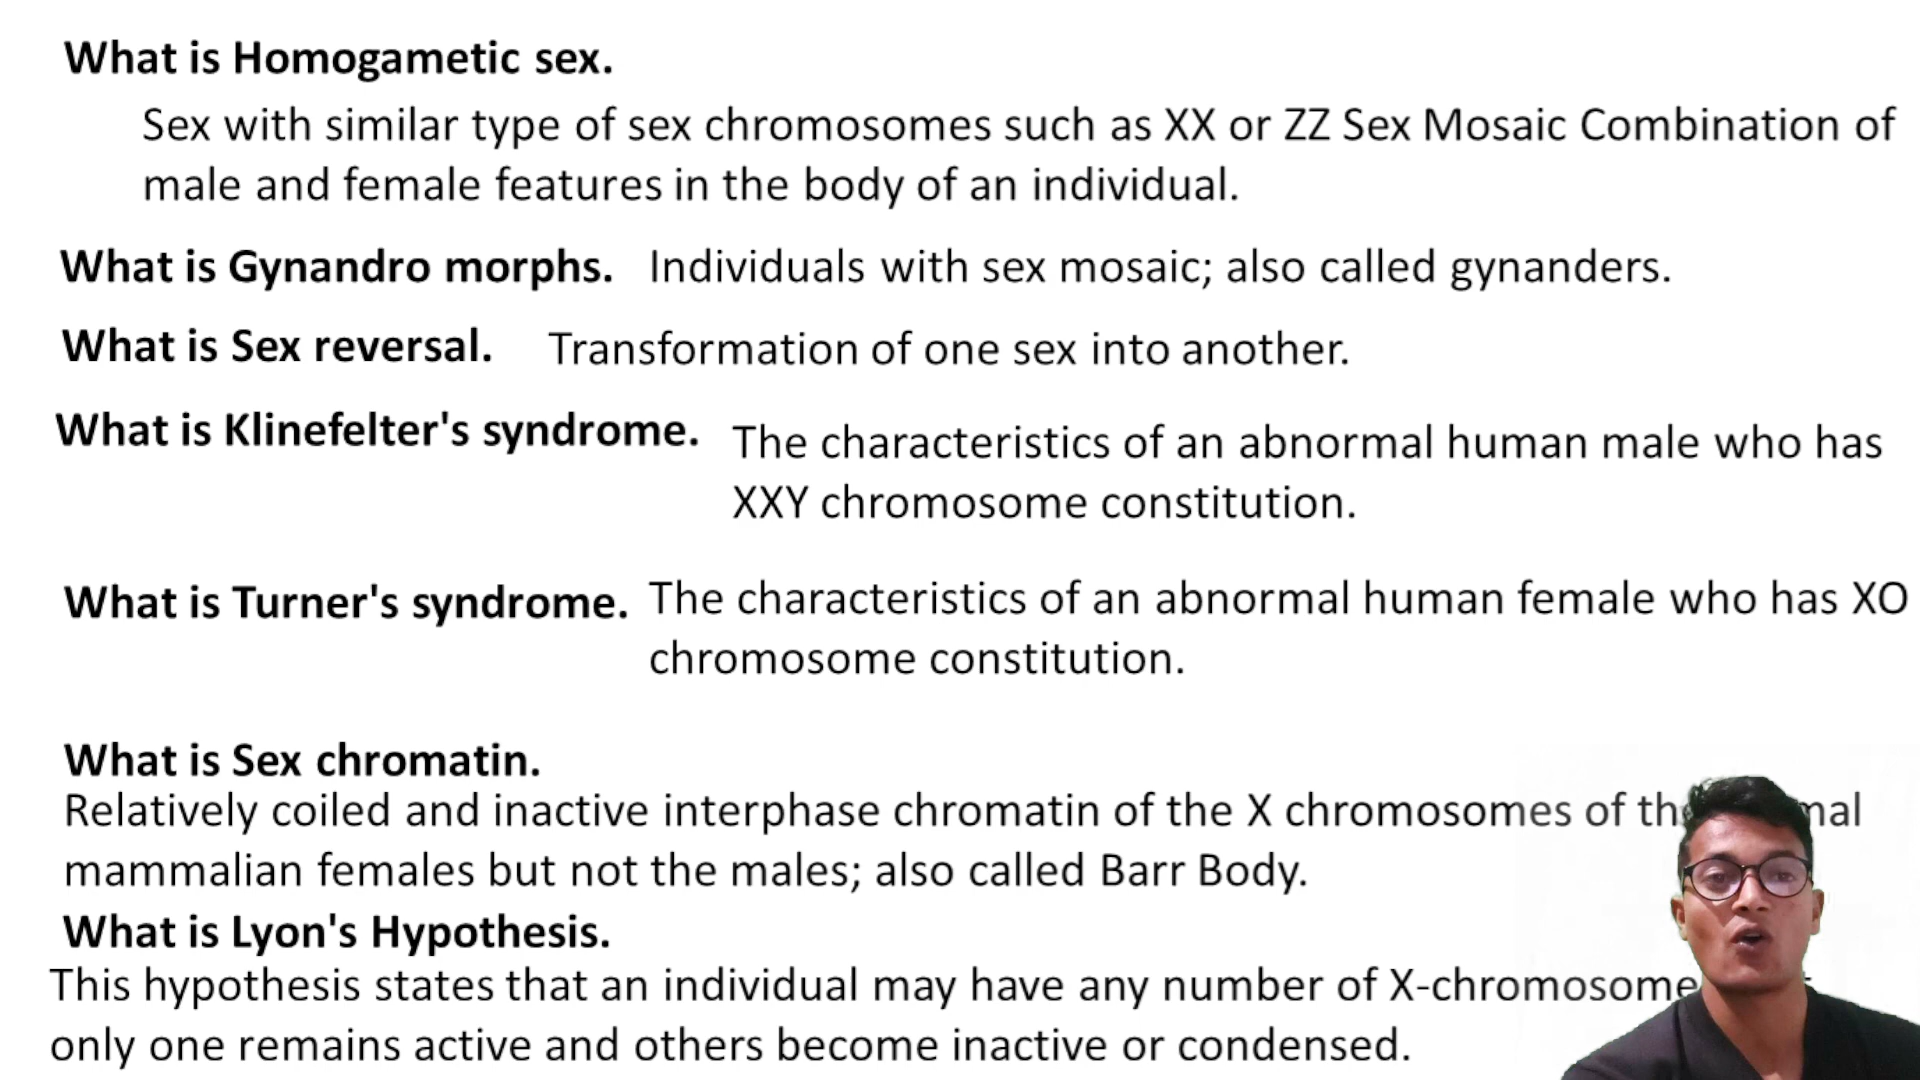 What is Homogametic sex.
Sex with similar type of sex chromosomes such as XX or ZZ Sex Mosaic Combination of
male and female features in the body of an individual.
What is Gynandro morphs. Individuals with sex mosaic; also called gynanders.
What is Sex reversal. Transformation of one sex into another.
What is Klinefelter's syndrome. The characteristics of an abnormal human male who has
XXY chromosome constitution.
What is Turner's syndrome. The characteristics of an abnormal human female who has XO
chromosome constitution.
What is Sex chromatin.
Relatively coiled and inactive interphase chromatin of the X chromosomes of
mammalian females but not the males; also called Barr Body.
What is Lyon's Hypothesis.
This hypothesis states that an individual may have any number of
only one remains active and others become inactive or condensed.